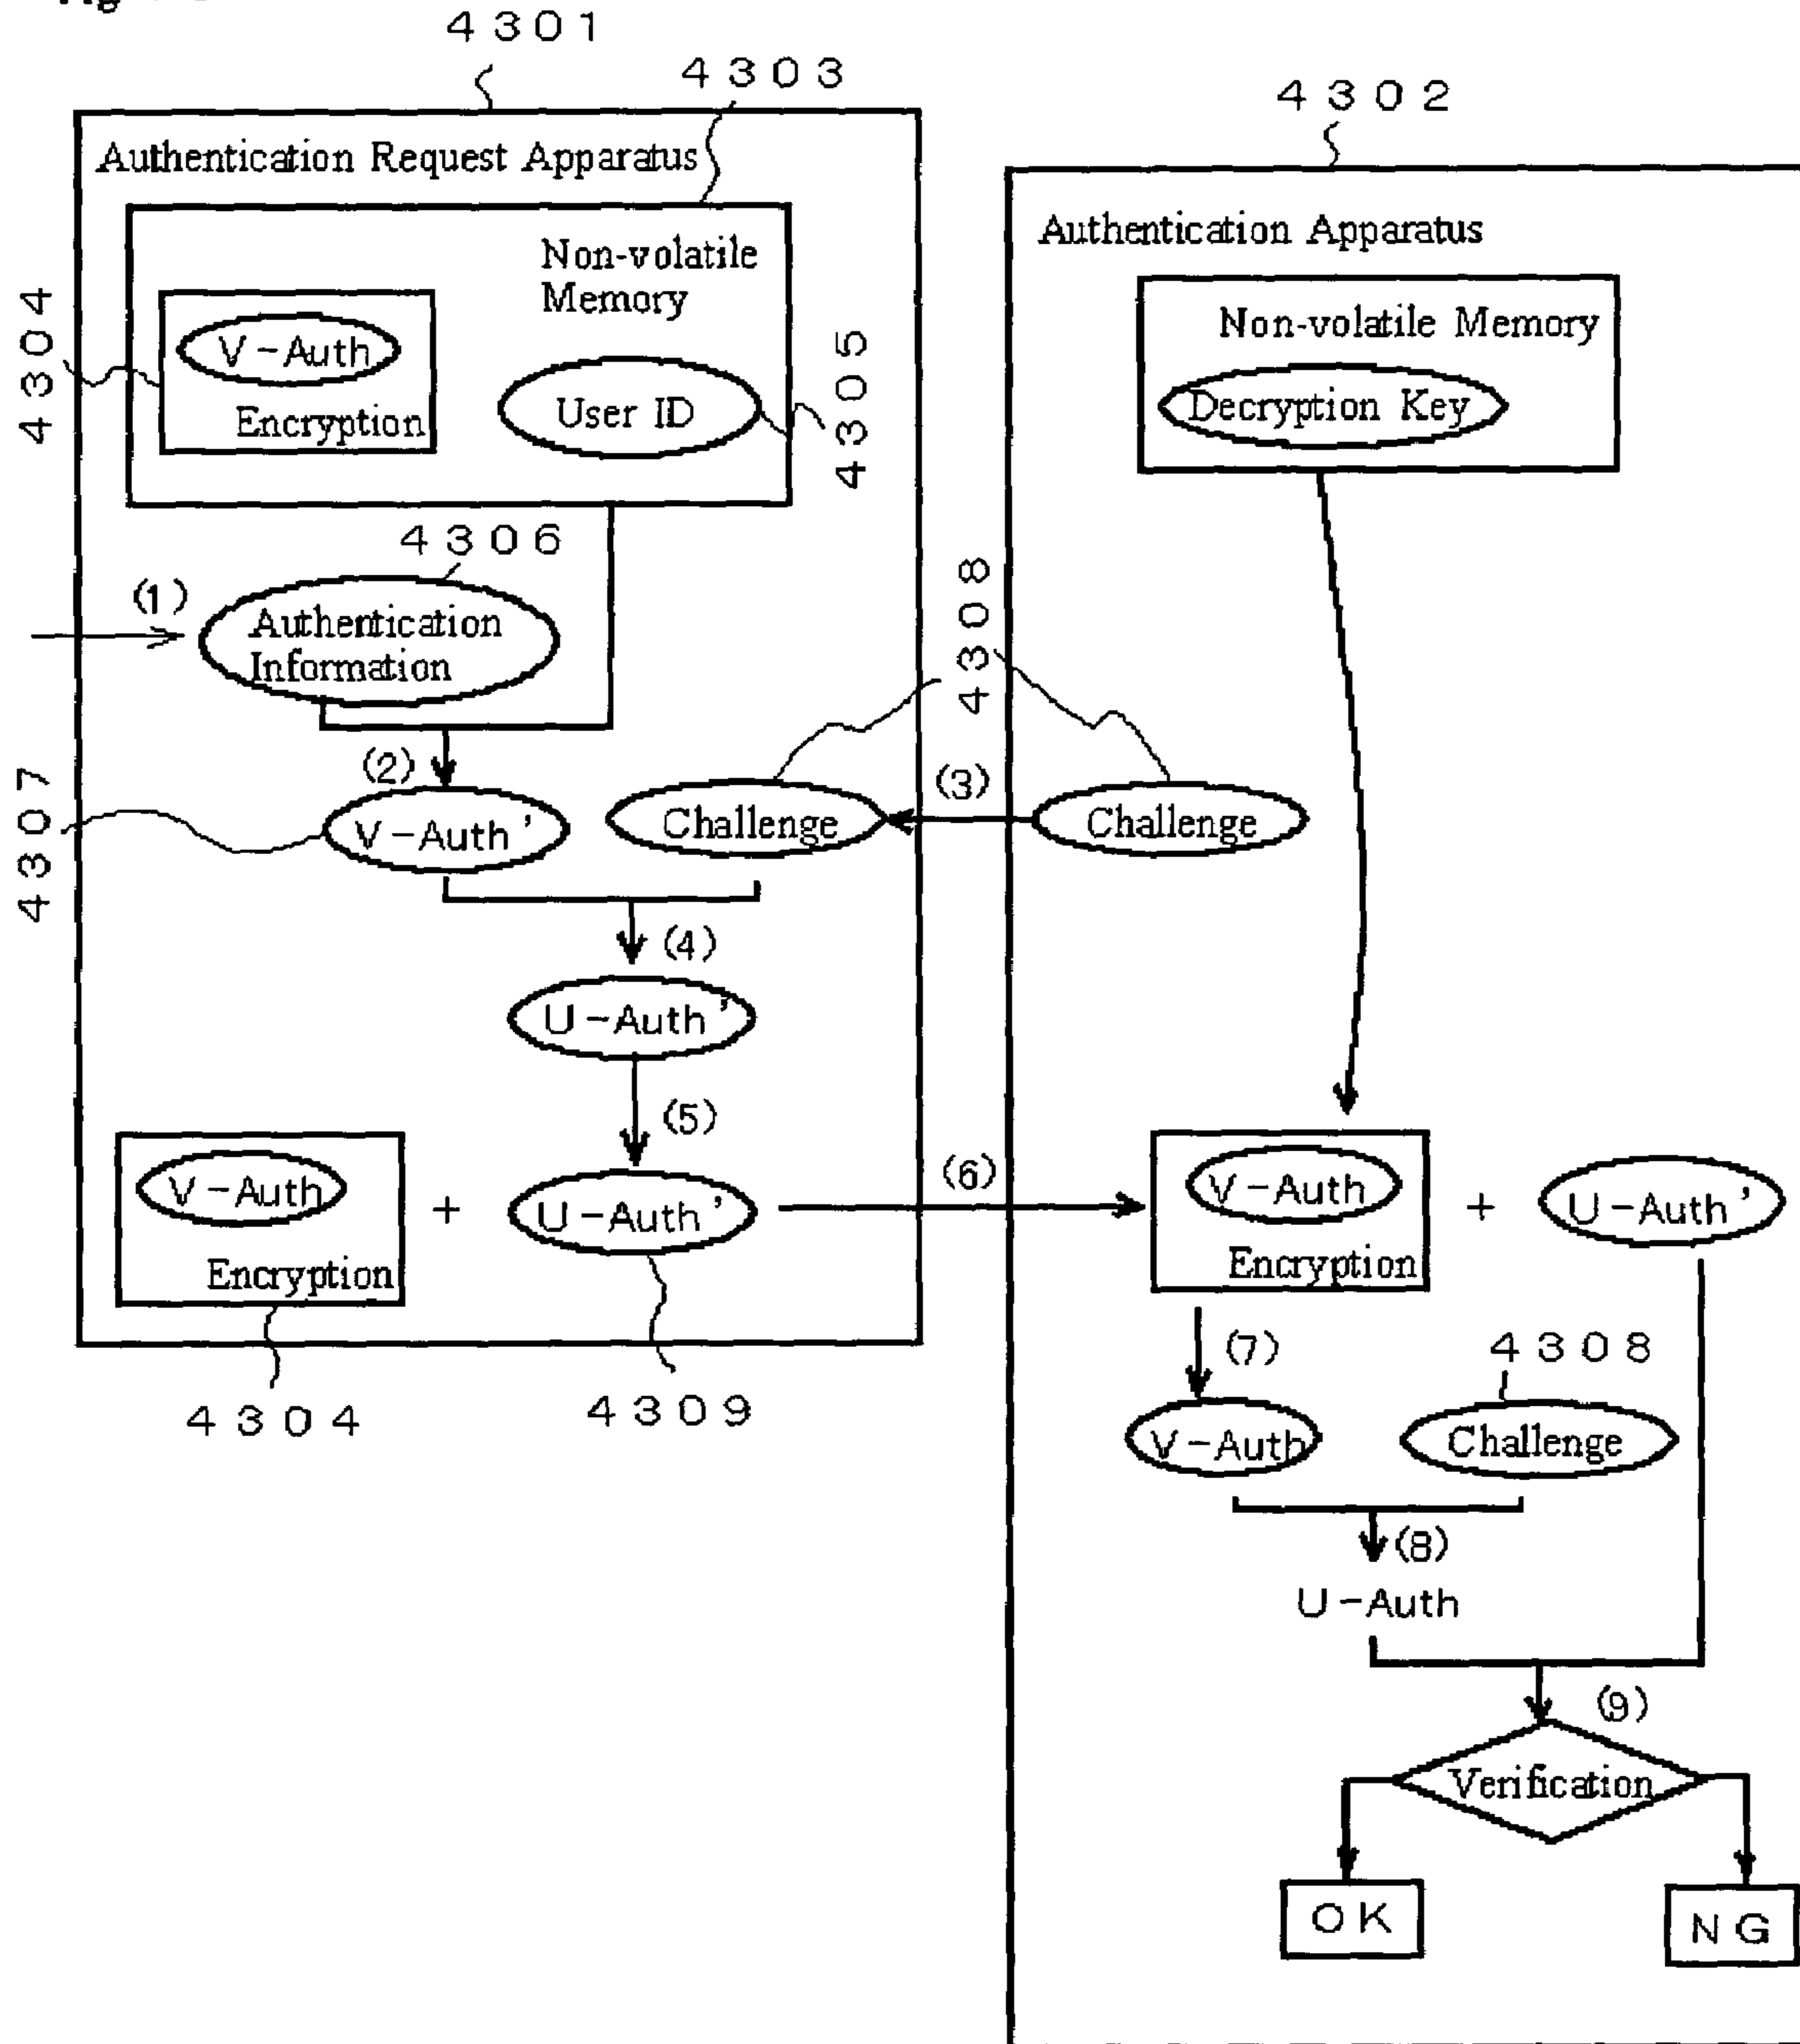 4301
4303
4302
Authentication Request Apparatus
Authentication Apparatus
Non-volatile
Memory
4304
V-Auth
Encryption
User ID
4305
Non-volatile Memory
Decryption Key
4306
(1)
Authentication
Information
4308
(2)
(3)
4307
V-Auth'
Challenge
Challenge
(4)
U-Auth'
(5)
V-Auth
Encryption
+
U-Auth'
(6)
V-Auth
Encryption
+
U-Auth'
4304
4309
(7)
4308
V-Auth
Challenge
(8)
U-Auth
(9)
Verification
OK
NG